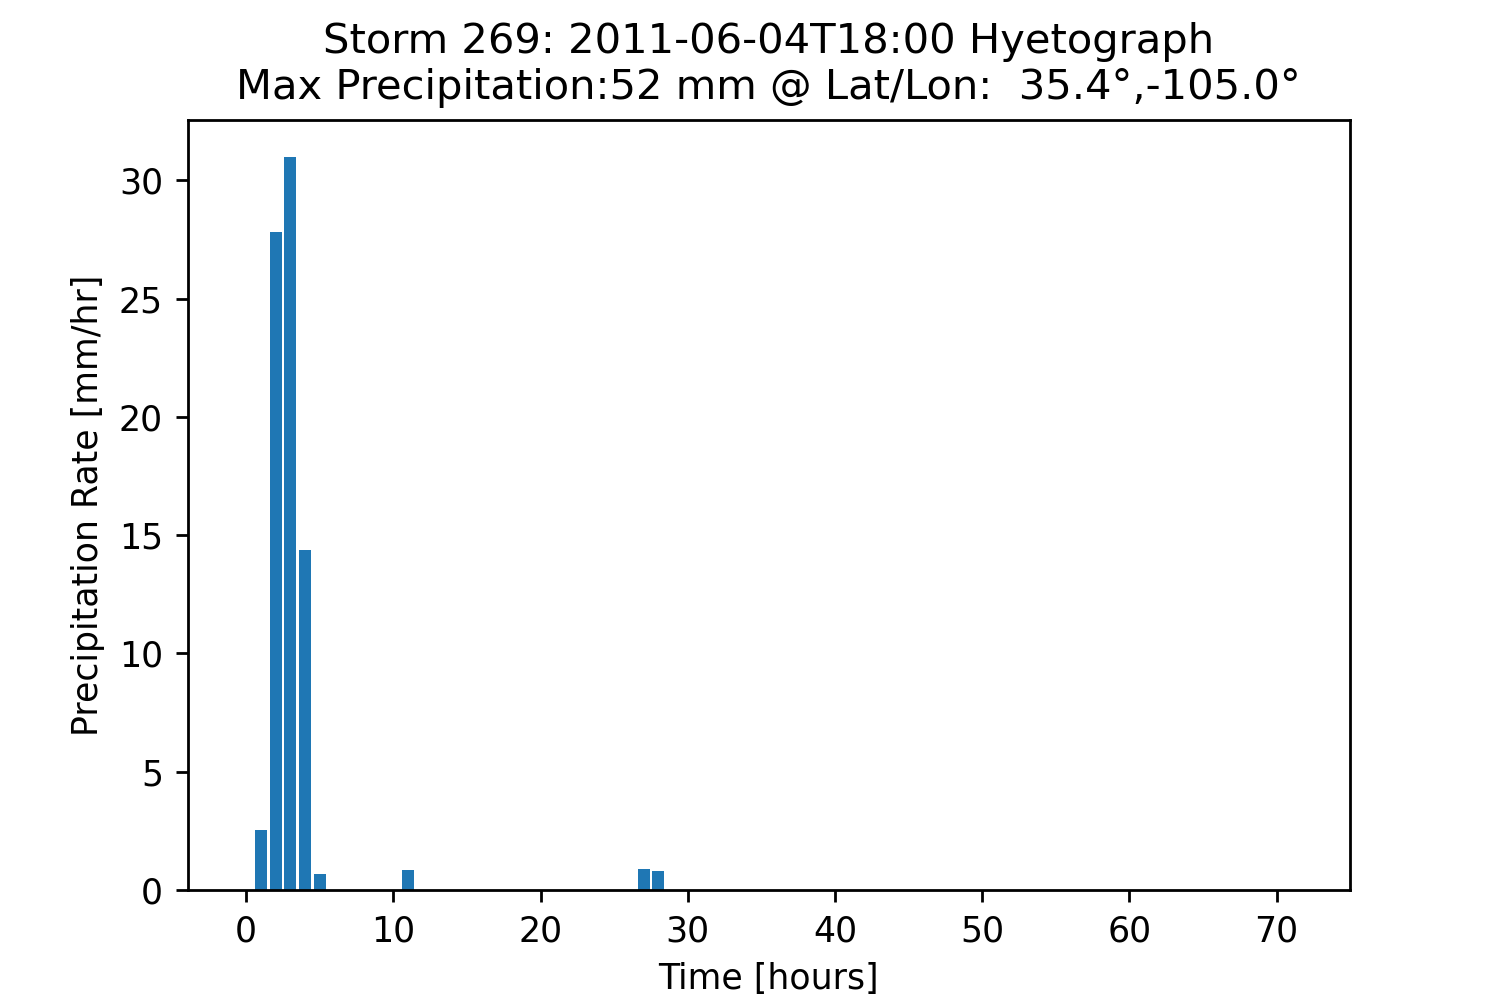 Storm 269: 2011-06-04T18:00 Hyetograph
Max Precipitation:52 mm @ Lat/Lon:  35.4°,-105.0°
Precipitation Rate [mm/hr]
30
25
20
15
10
5
0
0 10 20 30 40 50 60 70
Time [hours]